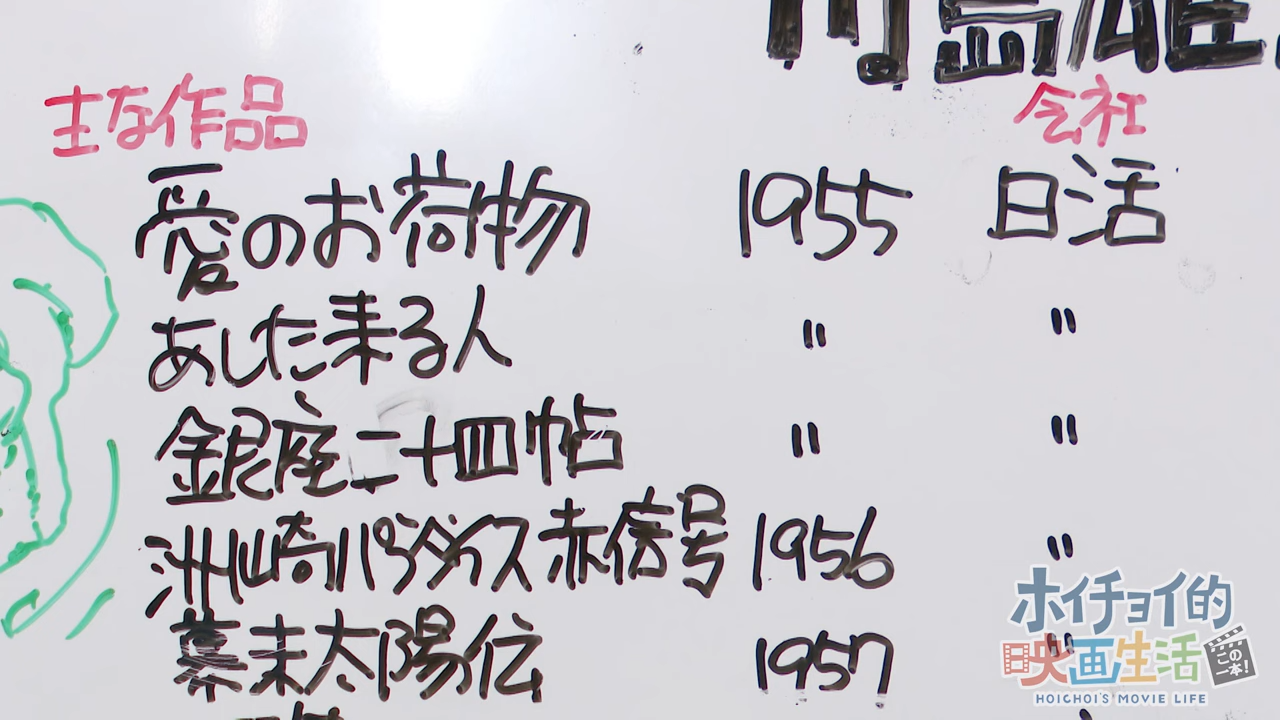 川島雄
主な作品 会社
愛のお荷物 1955 日活
あした来る人 〃 〃
銀座二十四帖 〃 〃
洲崎パラダイス赤信号 1956 〃
幕末太陽伝 1957 〃
ホイチョイ的
映画生活
この一本!
HOICHOI'S MOVIE LIFE